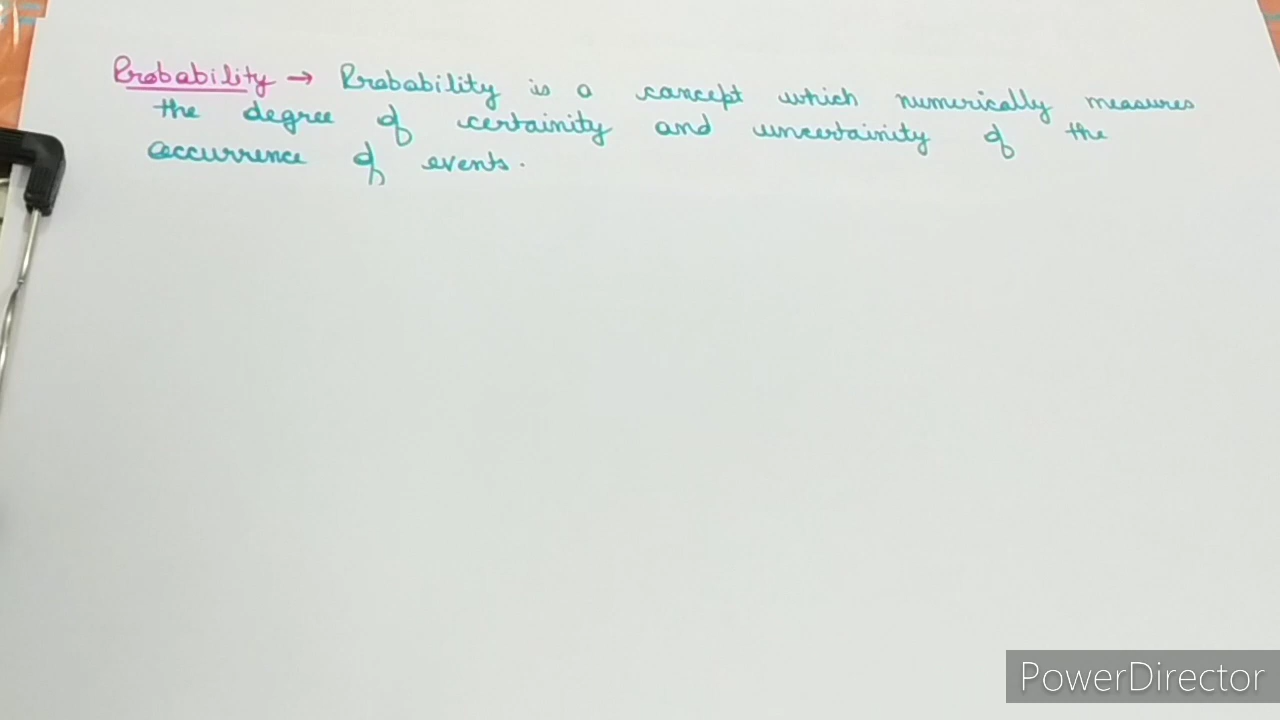 Probability → Probability is a concept which numerically measures
the degree of certainity and uncertainity of the
occurrence of events.
PowerDirector